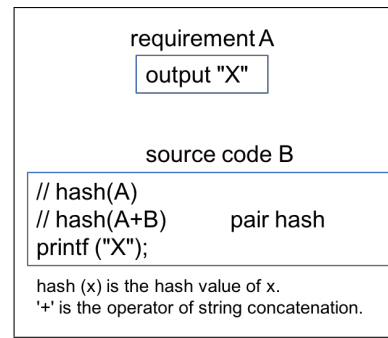 requirement A
output "X"
source code B
// hash(A)
// hash(A+B) pair hash
printf ("X");
hash (x) is the hash value of x.
'+' is the operator of string concatenation.